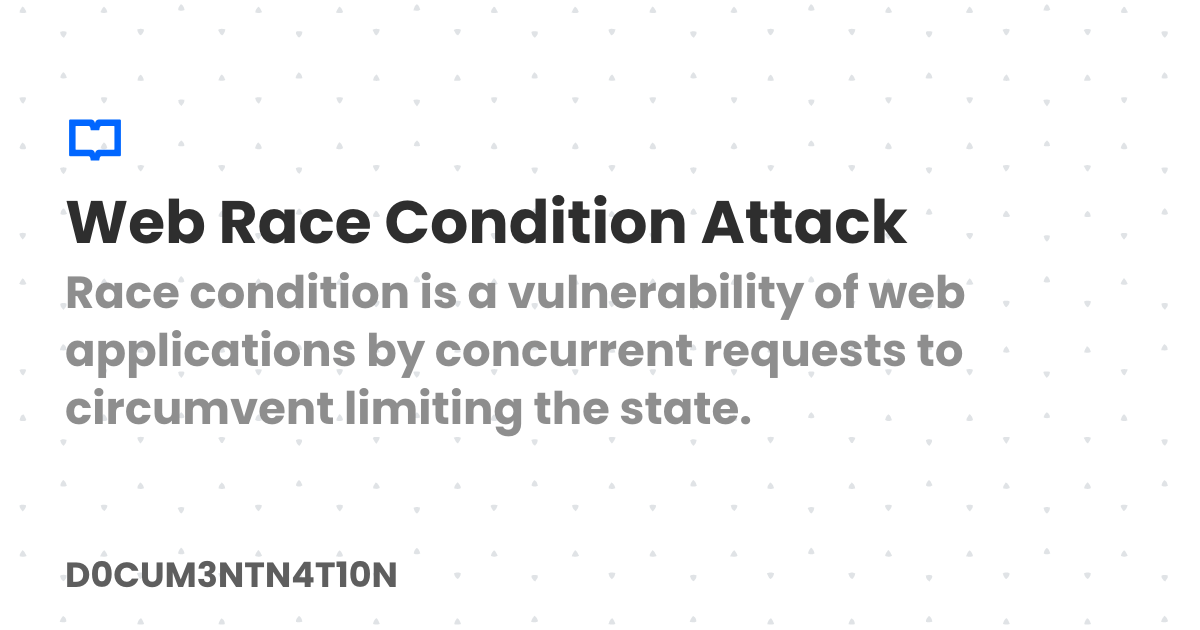 Web Race Condition Attack
Race condition is a vulnerability of web
applications by concurrent requests to
circumvent limiting the state.
D0CUM3NTN4T10N